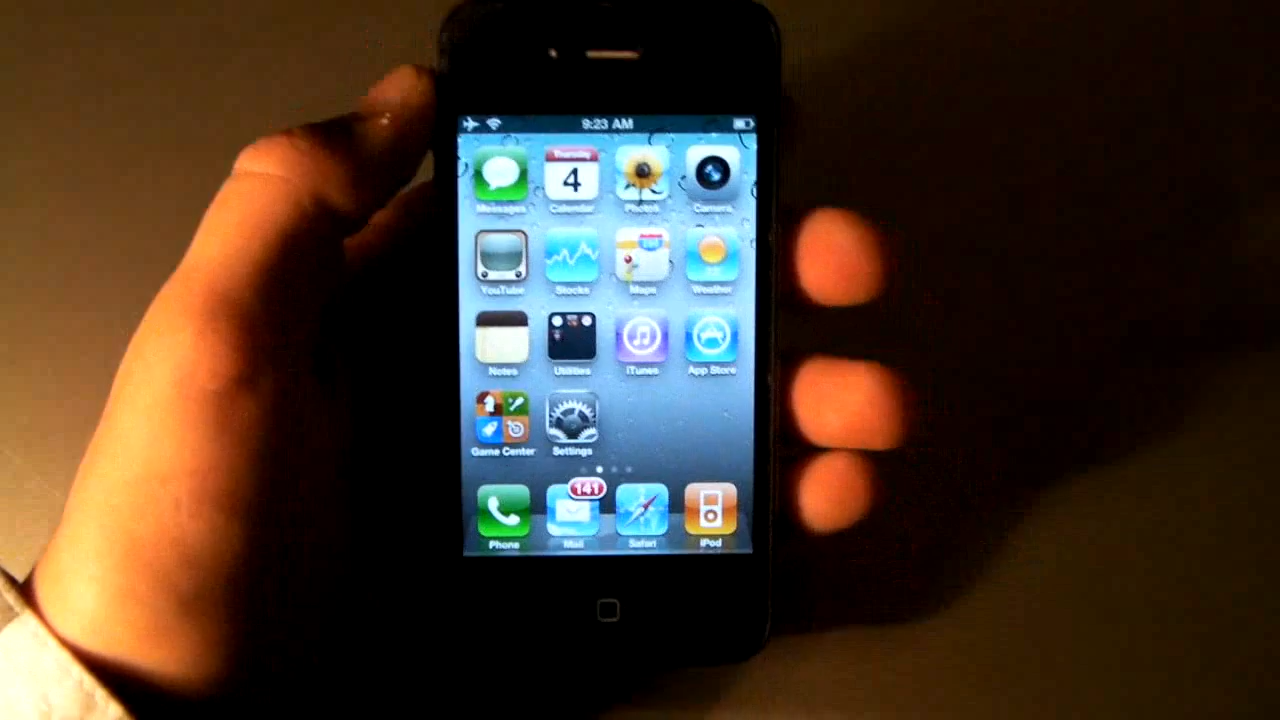 9:23 AM
Thursday
4
Messages Calendar Photos Camera
YouTube Stocks Maps Weather
Notes Utilities iTunes App Store
Game Center Settings
141
Phone Mail Safari iPod